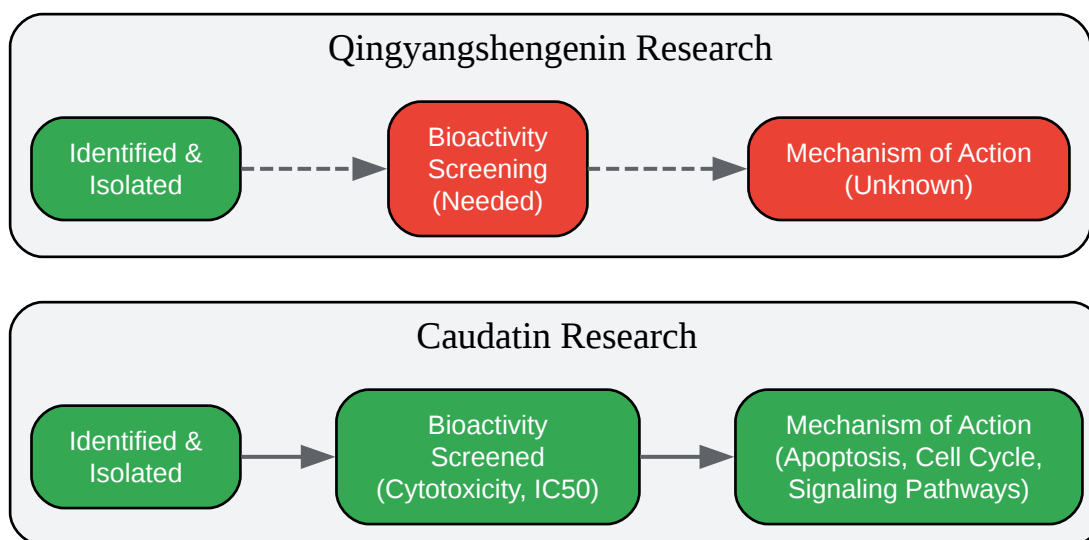 Qingyangshengenin Research
Identified &
Isolated
Bioactivity
Screening
(Needed)
Mechanism of Action
(Unknown)
Caudatin Research
Identified &
Isolated
Bioactivity
Screened
(Cytotoxicity, IC50)
Mechanism of Action
(Apoptosis, Cell Cycle,
Signaling Pathways)